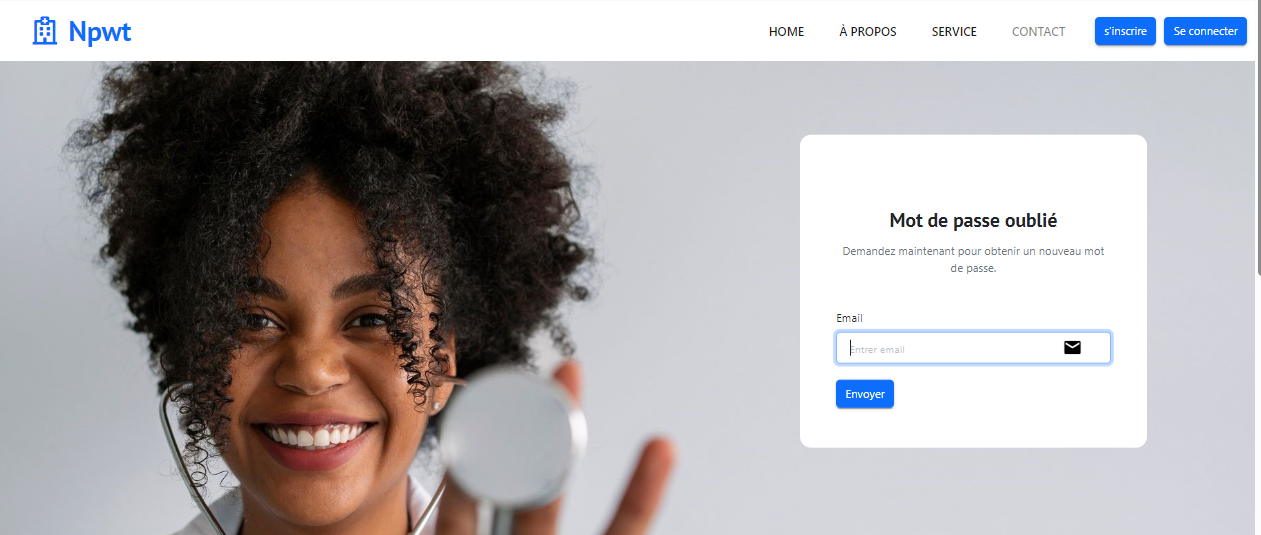 Npwt
HOME À PROPOS SERVICE CONTACT s'inscrire Se connecter
Mot de passe oublié
Demandez maintenant pour obtenir un nouveau mot
de passe.
Email
Entrer email
Envoyer